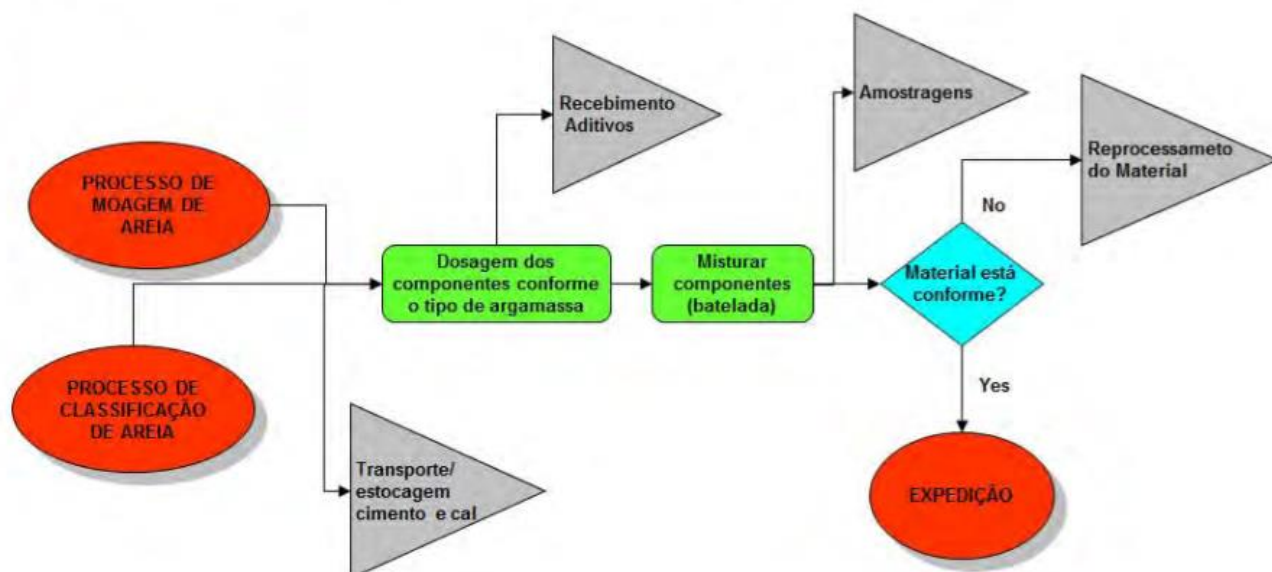 PROCESSO DE
MOAGEM DE
AREIA
PROCESSO DE
CLASSIFICAÇÃO
DE AREIA
Transporte/
estocagem
cimento e cal
Dosagem dos
componentes conforme
o tipo de argamassa
Recebimento
Aditivos
Misturar
componentes
(batelada)
Amostragens
Material está
conforme?
No
Reprocessameto
do Material
Yes
EXPEDIÇÃO